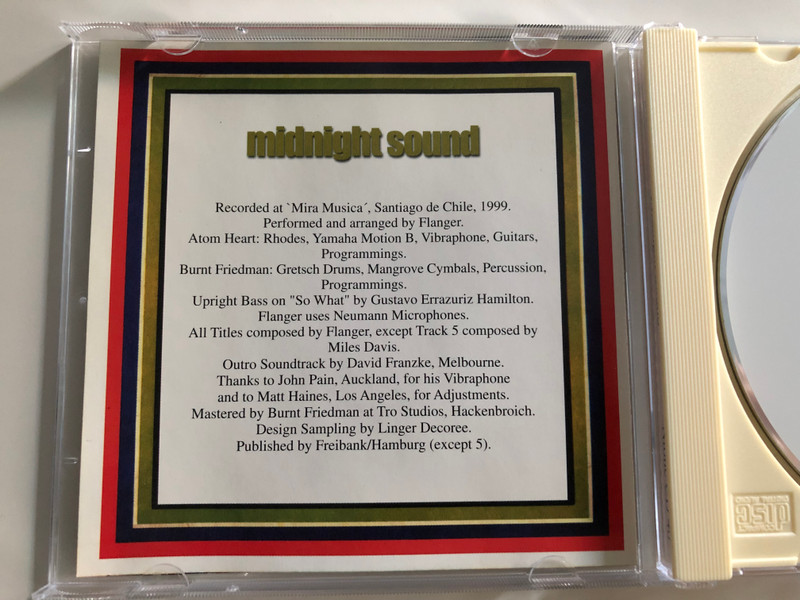 midnight sound
Recorded at `Mira Musica´, Santiago de Chile, 1999.
Performed and arranged by Flanger.
Atom Heart: Rhodes, Yamaha Motion B, Vibraphone, Guitars,
Programmings.
Burnt Friedman: Gretsch Drums, Mangrove Cymbals, Percussion,
Programmings.
Upright Bass on "So What" by Gustavo Errazuriz Hamilton.
Flanger uses Neumann Microphones.
All Titles composed by Flanger, except Track 5 composed by
Miles Davis.
Outro Soundtrack by David Franzke, Melbourne.
Thanks to John Pain, Auckland, for his Vibraphone
and to Matt Haines, Los Angeles, for Adjustments.
Mastered by Burnt Friedman at Tro Studios, Hackenbroich.
Design Sampling by Linger Decoree.
Published by Freibank/Hamburg (except 5).
disc